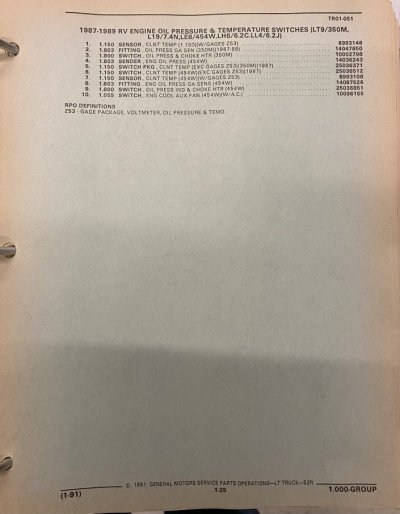 TR01-051
1987-1989 RV ENGINE OIL PRESSURE & TEMPERATURE SWITCHES (LT9/350M,
L19/7.4N,LE8/454W,LH6/6.2C,LL4/6.2J)
1. 1.150 SENSOR, CLNT TEMP (1.150)(W/GAGES Z53) 8993146
2. 1.803 FITTING, OIL PRESS GA SEN (350M)(1987-88) 14047850
3. 1.800 SWITCH, OIL PRESS & CHOKE HTR (350M) 10002798
4. 1.803 SENDER, ENG OIL PRESS (454W) 14036243
5. 1.150 SWITCH PKG, CLNT TEMP (EXC GAGES Z53)(350M)(1987) 25036371
6. 1.150 SWITCH, CLNT TEMP (454W)(EXC GAGES Z53)(1987) 25036512
7. 1.150 SENSOR, CLNT TEMP (454W)(W/GAGES Z53) 8993146
8. 1.803 FITTING, ENG OIL PRESS GA SENS (454W) 14087526
9. 1.800 SWITCH, OIL PRESS IND & CHOKE HTR (454W) 25036851
10. 1.055 SWITCH, ENG COOL AUX FAN (454W)(W/A.C.) 10096165
RPO DEFINITIONS
Z53 - GAGE PACKAGE, VOLTMETER, OIL PRESSURE & TEMP
© 1991, GENERAL MOTORS SERVICE PARTS OPERATIONS—LT TRUCK—52R
(1-91) 1-25 1.000-GROUP